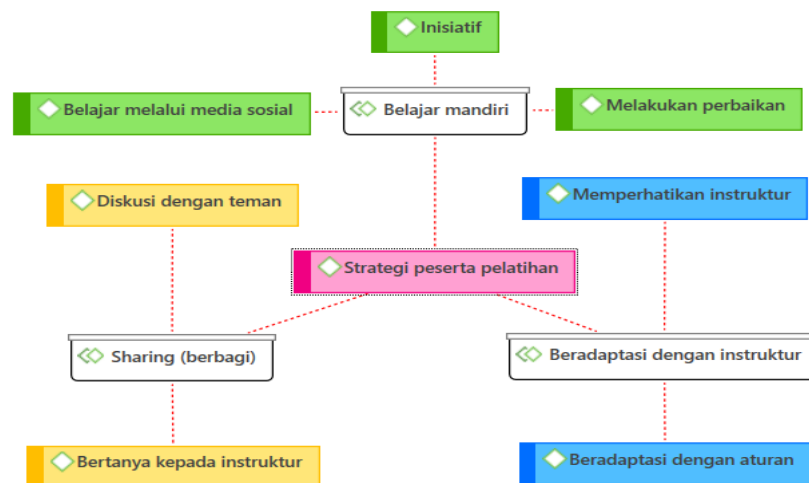 Inisiatif
Belajar melalui media sosial
Belajar mandiri
Melakukan perbaikan
Diskusi dengan teman
Memperhatikan instruktur
Strategi peserta pelatihan
Sharing (berbagi)
Beradaptasi dengan instruktur
Bertanya kepada instruktur
Beradaptasi dengan aturan